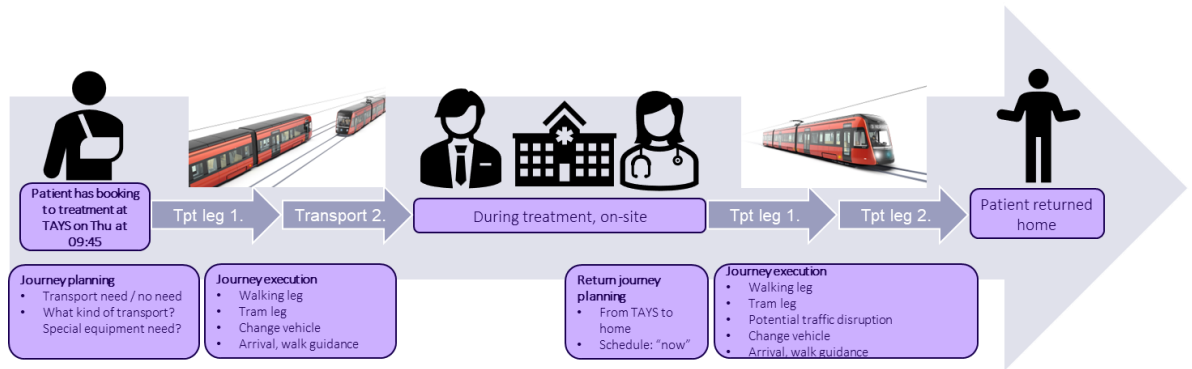 Patient has booking
to treatment at
TAYS on Thu at
09:45
Tpt leg 1.
Transport 2.
During treatment, on-site
Tpt leg 1.
Tpt leg 2.
Patient returned
home
Journey planning
• Transport need / no need
• What kind of transport?
Special equipment need?
Journey execution
• Walking leg
• Tram leg
• Change vehicle
• Arrival, walk guidance
Return journey
planning
• From TAYS to
home
• Schedule: "now"
Journey execution
• Walking leg
• Tram leg
• Potential traffic disruption
• Change vehicle
• Arrival, walk guidance